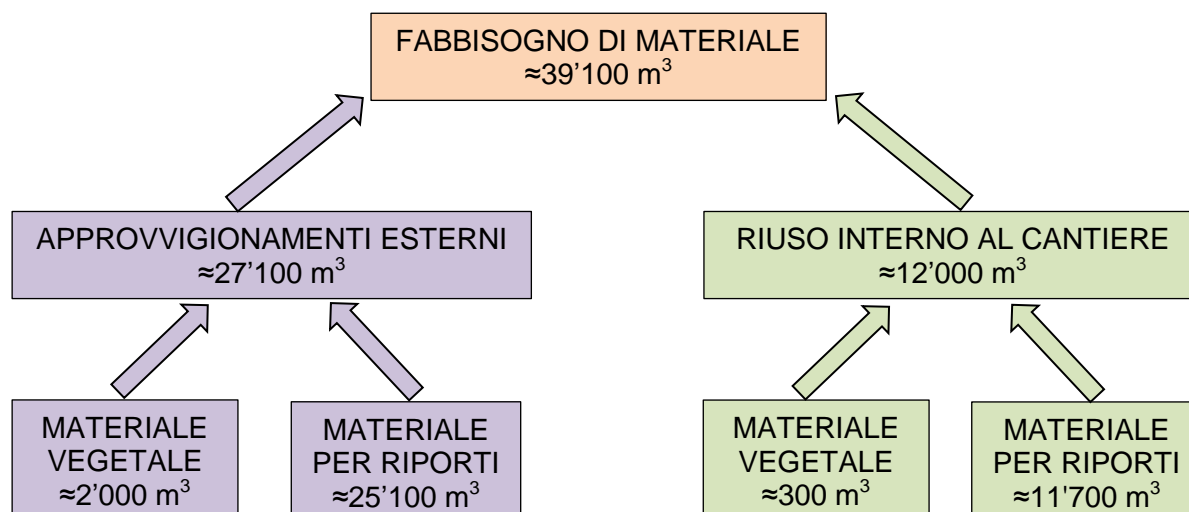 FABBISOGNO DI MATERIALE
≈39’100 m³
APPROVVIGIONAMENTI ESTERNI
≈27’100 m³
RIUSO INTERNO AL CANTIERE
≈12’000 m³
MATERIALE
VEGETALE
≈2’000 m³
MATERIALE
PER RIPORTI
≈25’100 m³
MATERIALE
VEGETALE
≈300 m³
MATERIALE
PER RIPORTI
≈11'700 m³